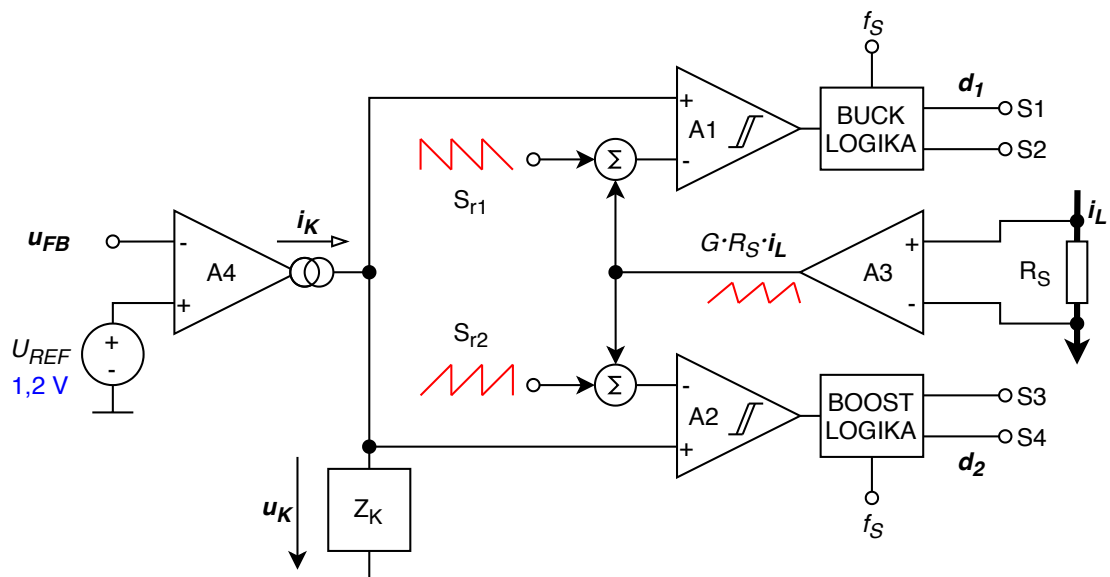 f_S
d_1
+
A1
-
BUCK
LOGIKA
S1
S2
Σ
S_r1
i_K
u_FB
-
A4
+
G·R_S·i_L
+
A3
-
i_L
R_S
S_r2
U_REF
1,2 V
+
-
Σ
-
A2
+
BOOST
LOGIKA
S3
S4
d_2
u_K
Z_K
f_S